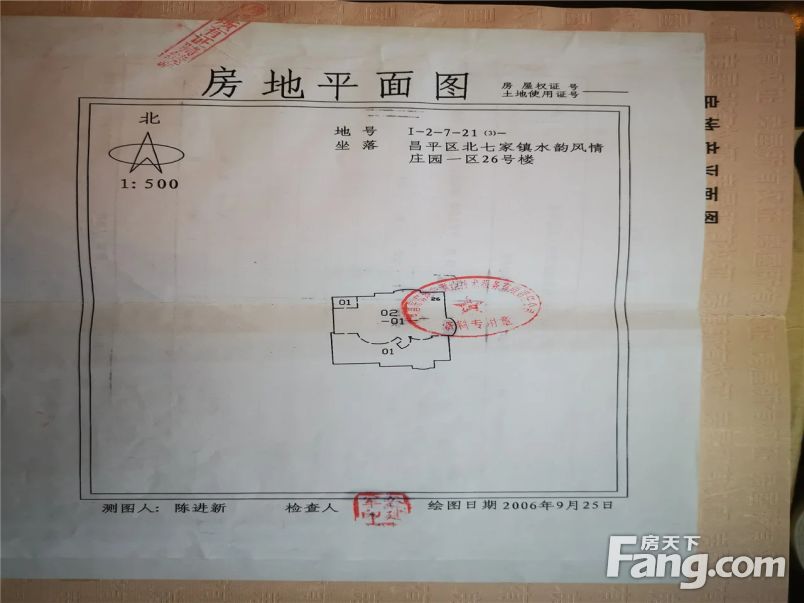 房地平面图
房屋权证 号
土地使用证号
北
1:500
地号 I-2-7-21 (3)-
坐落 昌平区北七家镇水韵风情
庄园一区26号楼
01
02
01
26
01
专用章
测图人: 陈进新 检查人 绘图日期2006年9月25日
房天下
Fang.com